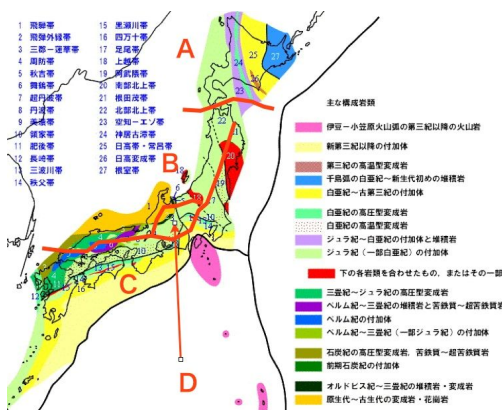 1 飛騨帯
2 飛騨外縁帯
3 三郡－蓮華帯
4 周防帯
5 秋吉帯
6 舞鶴帯
7 超丹波帯
8 丹波帯
9 美濃帯
10 領家帯
11 肥後帯
12 長崎帯
13 三波川帯
14 秩父帯
15 黒瀬川帯
16 四万十帯
17 足尾帯
18 上越帯
19 阿武隈帯
20 南部北上帯
21 根田茂帯
22 北部北上帯
23 空知－エゾ帯
24 神居古潭帯
25 日高帯・常呂帯
26 日高変成帯
27 根室帯
A
B
C
D
主な構成岩類
伊豆－小笠原火山弧の第三紀以降の火山岩
新第三紀以降の付加体
第三紀の高温型変成岩
千島弧の白亜紀～新生代初めの堆積岩
白亜紀～古第三紀の付加体
白亜紀の高圧型変成岩
白亜紀の高温型変成岩
ジュラ紀～白亜紀の付加体と堆積岩
ジュラ紀（一部白亜紀）の付加体
下の各岩類を合わせたもの、またはその一部
三畳紀～ジュラ紀の高圧型変成岩
ペルム紀～三畳紀の堆積岩と苦鉄質～超苦鉄岩
ペルム紀の付加体
ペルム紀～三畳紀（一部ジュラ紀）の付加体
石炭紀の高圧型変成岩、苦鉄質～超苦鉄岩
前期石炭紀の付加体
オルドビス紀～三畳紀の堆積岩・変成岩
原生代～古生代の変成岩・花崗岩
24
27
26
23
22
21
20
19
18
10
12
15
16